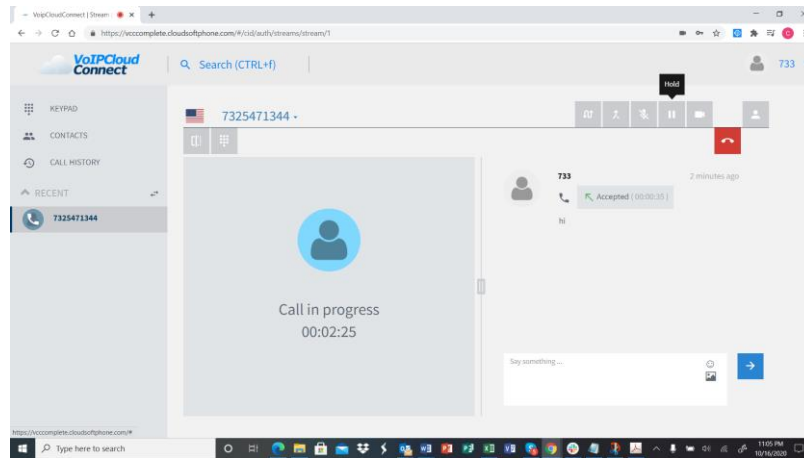 VoipCloudConnect | Stream
https://vcccomplete.cloudsoftphone.com/#/cid/auth/streams/stream/1
VoIPCloud
Connect
Search (CTRL+f)
733
Hold
KEYPAD
7325471344
CONTACTS
CALL HISTORY
RECENT
7325471344
733
2 minutes ago
Accepted ( 00:00:35 )
hi
Call in progress
00:02:25
Say something ...
https://vcccomplete.cloudsoftphone.com/#
Type here to search
11:05 PM
10/16/2020